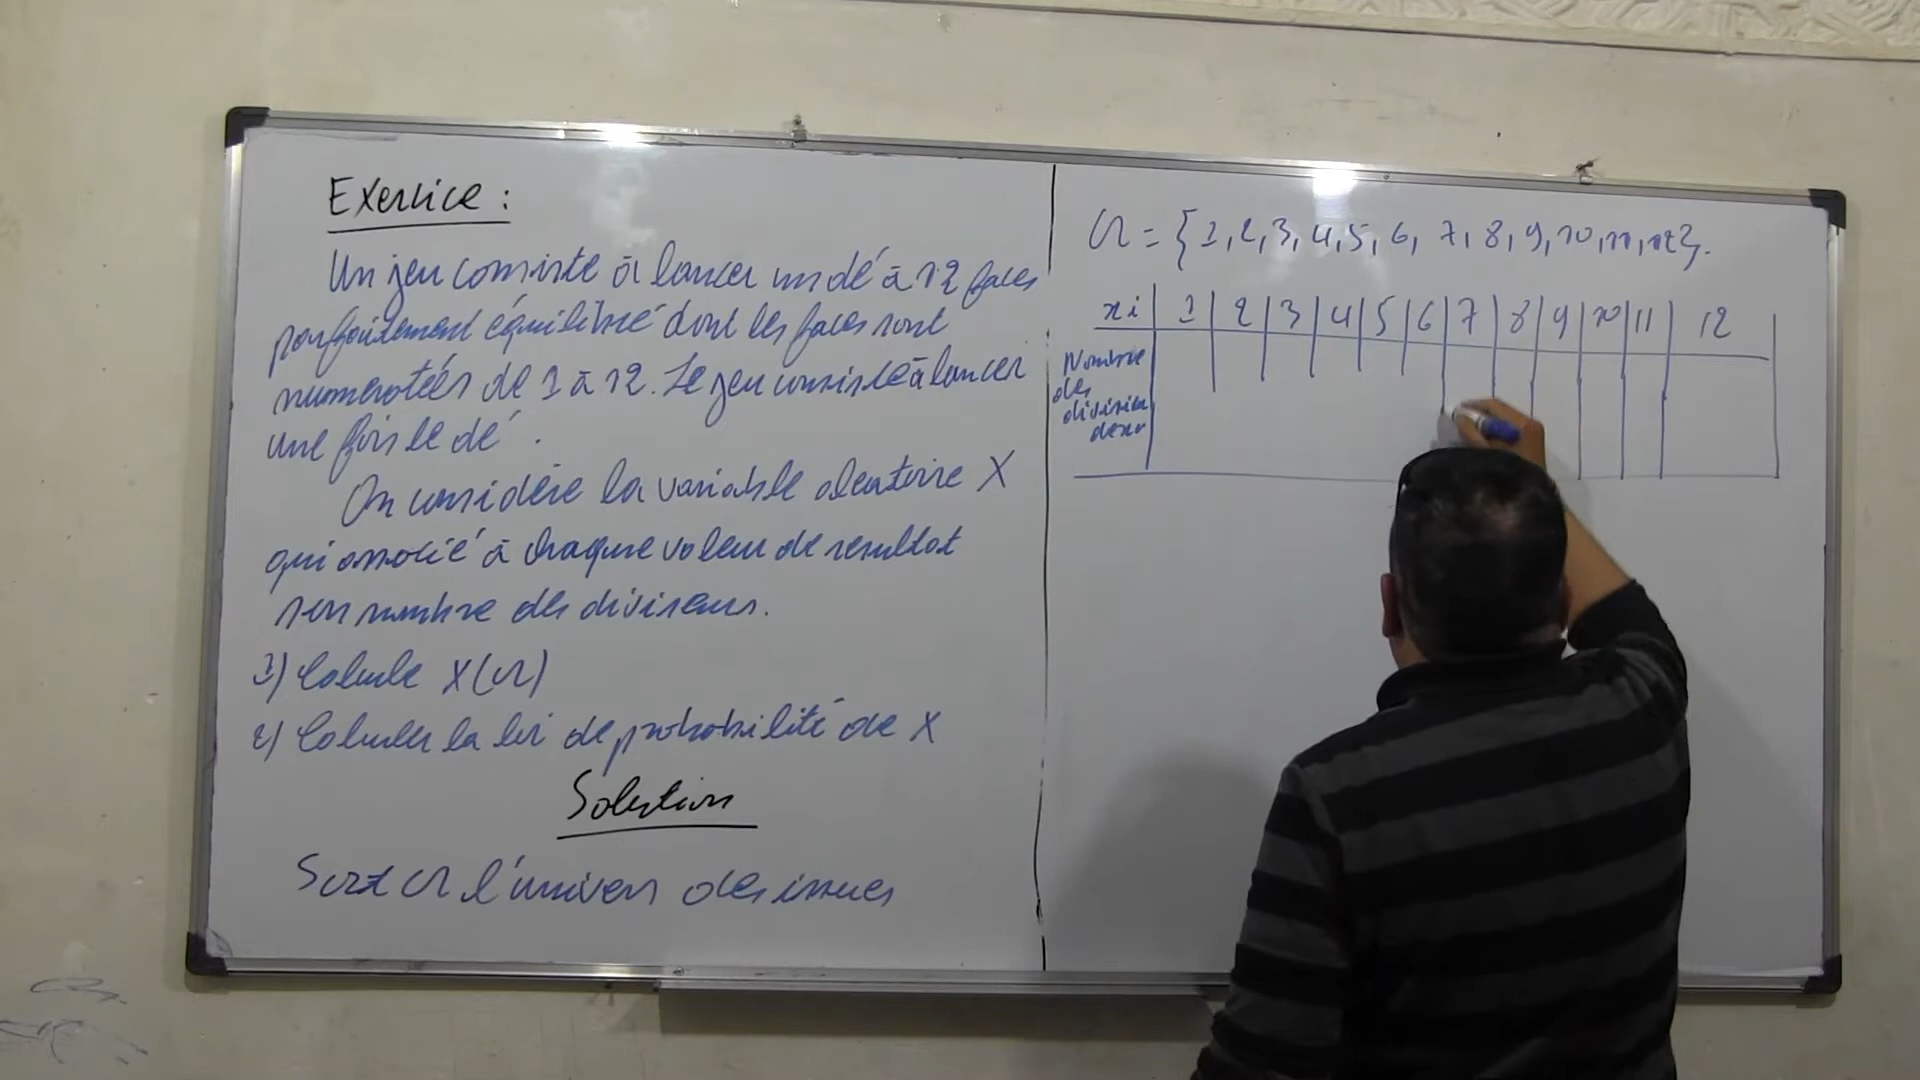 Exercice :
Un jeu consiste à lancer un dé à 12 faces
parfaitement équilibré dont les faces sont
numérotées de 1 à 12. Le jeu consiste à lancer
une fois le dé.
On considère la variable aleatoire X
qui associé à chaque valeur de resultat
son nombre des diviseurs.
1) Calcule X(Ω)
2) Calculer la loi de probabilité de X
Solution
Soit Ω l'univers des issues
Ω = {1, 2, 3, 4, 5, 6, 7, 8, 9, 10, 11, 12}.
xi 1 2 3 4 5 6 7 8 9 10 11 12
Nombre
des